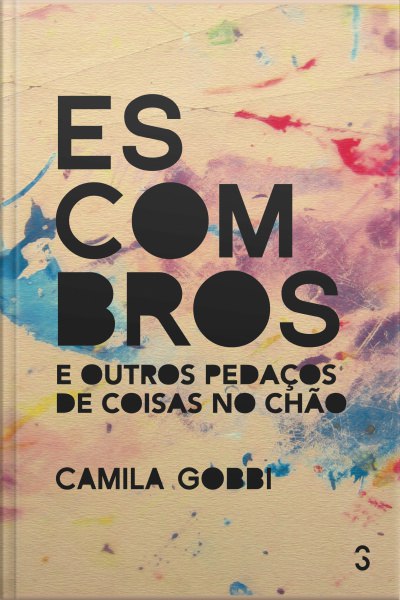 ES
COM
BROS
E OUTROS PEDAÇOS
DE COISAS NO CHÃO
CAMILA GOBBI